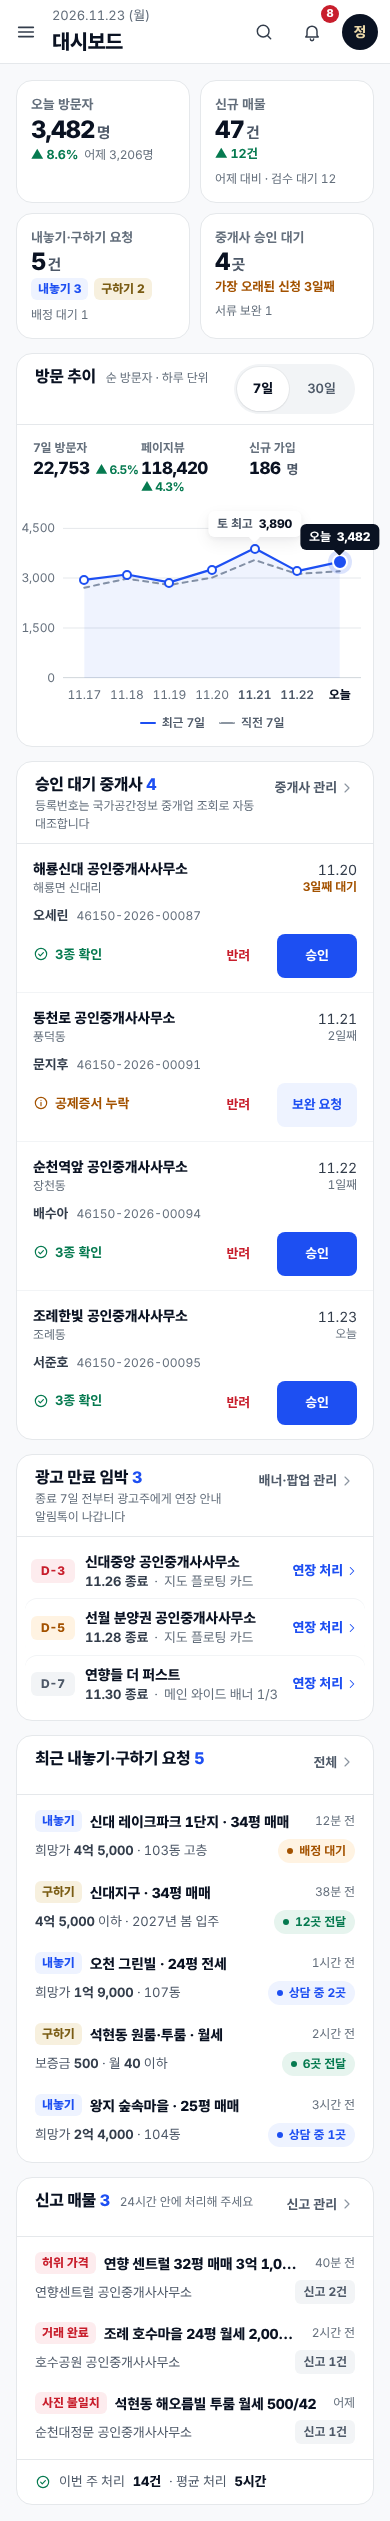 2026.11.23 (월)
대시보드
8
정
오늘 방문자
3,482명
▲ 8.6% 어제 3,206명
신규 매물
47건
▲ 12건
어제 대비 · 검수 대기 12
내놓기·구하기 요청
5건
내놓기 3 구하기 2
배정 대기 1
중개사 승인 대기
4곳
가장 오래된 신청 3일째
서류 보완 1
방문 추이 순 방문자 · 하루 단위
7일 30일
7일 방문자
22,753 ▲ 6.5%
페이지뷰
118,420
▲ 4.3%
신규 가입
186 명
토 최고 3,890
오늘 3,482
4,500
3,000
1,500
0
11.17 11.18 11.19 11.20 11.21 11.22 오늘
최근 7일 직전 7일
승인 대기 중개사 4
중개사 관리
등록번호는 국가공간정보 중개업 조회로 자동
대조합니다
해룡신대 공인중개사사무소 11.20
해룡면 신대리 3일째 대기
오세린 46150-2026-00087
3종 확인 반려 승인
동천로 공인중개사사무소 11.21
풍덕동 2일째
문지후 46150-2026-00091
공제증서 누락 반려 보완 요청
순천역앞 공인중개사사무소 11.22
장천동 1일째
배수아 46150-2026-00094
3종 확인 반려 승인
조례한빛 공인중개사사무소 11.23
조례동 오늘
서준호 46150-2026-00095
3종 확인 반려 승인
광고 만료 임박 3
배너·팝업 관리
종료 7일 전부터 광고주에게 연장 안내
알림톡이 나갑니다
D-3 신대중앙 공인중개사사무소
11.26 종료 · 지도 플로팅 카드 연장 처리
D-5 선월 분양권 공인중개사사무소
11.28 종료 · 지도 플로팅 카드 연장 처리
D-7 연향들 더 퍼스트
11.30 종료 · 메인 와이드 배너 1/3 연장 처리
최근 내놓기·구하기 요청 5 전체
내놓기 신대 레이크파크 1단지 · 34평 매매 12분 전
희망가 4억 5,000 · 103동 고층 배정 대기
구하기 신대지구 · 34평 매매 38분 전
4억 5,000 이하 · 2027년 봄 입주 12곳 전달
내놓기 오천 그린빌 · 24평 전세 1시간 전
희망가 1억 9,000 · 107동 상담 중 2곳
구하기 석현동 원룸·투룸 · 월세 2시간 전
보증금 500 · 월 40 이하 6곳 전달
내놓기 왕지 숲속마을 · 25평 매매 3시간 전
희망가 2억 4,000 · 104동 상담 중 1곳
신고 매물 3 24시간 안에 처리해 주세요 신고 관리
허위 가격 연향 센트럴 32평 매매 3억 1,0... 40분 전
연향센트럴 공인중개사사무소 신고 2건
거래 완료 조례 호수마을 24평 월세 2,00... 2시간 전
호수공원 공인중개사사무소 신고 1건
사진 불일치 석현동 해오름빌 투룸 월세 500/42 어제
순천대정문 공인중개사사무소 신고 1건
이번 주 처리 14건 · 평균 처리 5시간